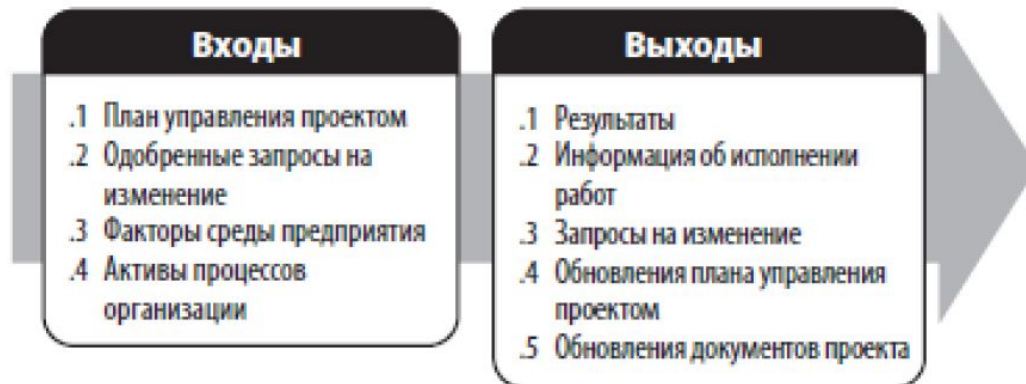 Входы
.1 План управления проектом
.2 Одобренные запросы на
изменение
.3 Факторы среды предприятия
.4 Активы процессов
организации
Выходы
.1 Результаты
.2 Информация об исполнении
работ
.3 Запросы на изменение
.4 Обновления плана управления
проектом
.5 Обновления документов проекта